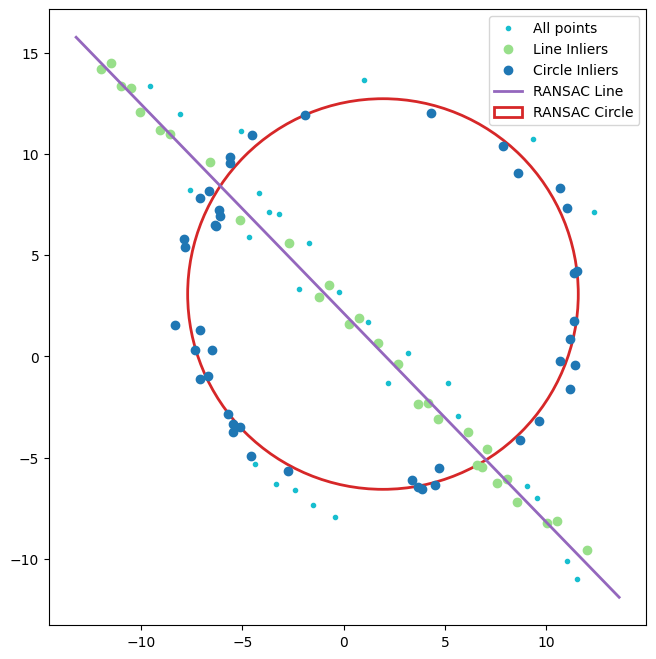 All points
Line Inliers
Circle Inliers
RANSAC Line
RANSAC Circle
15
10
5
0
−5
−10
−10 −5 0 5 10